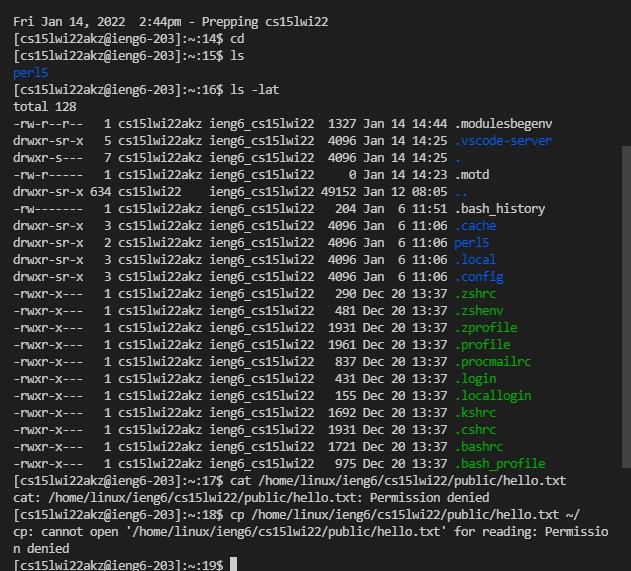 Fri Jan 14, 2022  2:44pm - Prepping cs15lwi22
[cs15lwi22akz@ieng6-203]:~:14$ cd
[cs15lwi22akz@ieng6-203]:~:15$ ls
perl5
[cs15lwi22akz@ieng6-203]:~:16$ ls -lat
total 128
-rw-r--r--   1 cs15lwi22akz ieng6_cs15lwi22  1327 Jan 14 14:44 .modulesbegenv
drwxr-sr-x   5 cs15lwi22akz ieng6_cs15lwi22  4096 Jan 14 14:25 .vscode-server
drwxr-s---   7 cs15lwi22akz ieng6_cs15lwi22  4096 Jan 14 14:25 .
-rw-r-----   1 cs15lwi22akz ieng6_cs15lwi22     0 Jan 14 14:23 .motd
drwxr-sr-x 634 cs15lwi22    ieng6_cs15lwi22 49152 Jan 12 08:05 ..
-rw-------   1 cs15lwi22akz ieng6_cs15lwi22   204 Jan  6 11:51 .bash_history
drwxr-sr-x   3 cs15lwi22akz ieng6_cs15lwi22  4096 Jan  6 11:06 .cache
drwxr-sr-x   2 cs15lwi22akz ieng6_cs15lwi22  4096 Jan  6 11:06 perl5
drwxr-sr-x   3 cs15lwi22akz ieng6_cs15lwi22  4096 Jan  6 11:06 .local
drwxr-sr-x   3 cs15lwi22akz ieng6_cs15lwi22  4096 Jan  6 11:06 .config
-rwxr-x---   1 cs15lwi22akz ieng6_cs15lwi22   290 Dec 20 13:37 .zshrc
-rwxr-x---   1 cs15lwi22akz ieng6_cs15lwi22   481 Dec 20 13:37 .zshenv
-rwxr-x---   1 cs15lwi22akz ieng6_cs15lwi22  1931 Dec 20 13:37 .zprofile
-rwxr-x---   1 cs15lwi22akz ieng6_cs15lwi22  1961 Dec 20 13:37 .profile
-rwxr-x---   1 cs15lwi22akz ieng6_cs15lwi22   837 Dec 20 13:37 .procmailrc
-rwxr-x---   1 cs15lwi22akz ieng6_cs15lwi22   431 Dec 20 13:37 .login
-rwxr-x---   1 cs15lwi22akz ieng6_cs15lwi22   155 Dec 20 13:37 .locallogin
-rwxr-x---   1 cs15lwi22akz ieng6_cs15lwi22  1692 Dec 20 13:37 .kshrc
-rwxr-x---   1 cs15lwi22akz ieng6_cs15lwi22  1931 Dec 20 13:37 .cshrc
-rwxr-x---   1 cs15lwi22akz ieng6_cs15lwi22  1721 Dec 20 13:37 .bashrc
-rwxr-x---   1 cs15lwi22akz ieng6_cs15lwi22   975 Dec 20 13:37 .bash_profile
[cs15lwi22akz@ieng6-203]:~:17$ cat /home/linux/ieng6/cs15lwi22/public/hello.txt
cat: /home/linux/ieng6/cs15lwi22/public/hello.txt: Permission denied
[cs15lwi22akz@ieng6-203]:~:18$ cp /home/linux/ieng6/cs15lwi22/public/hello.txt ~/
cp: cannot open '/home/linux/ieng6/cs15lwi22/public/hello.txt' for reading: Permissio
n denied
[cs15lwi22akz@ieng6-203]:~:19$